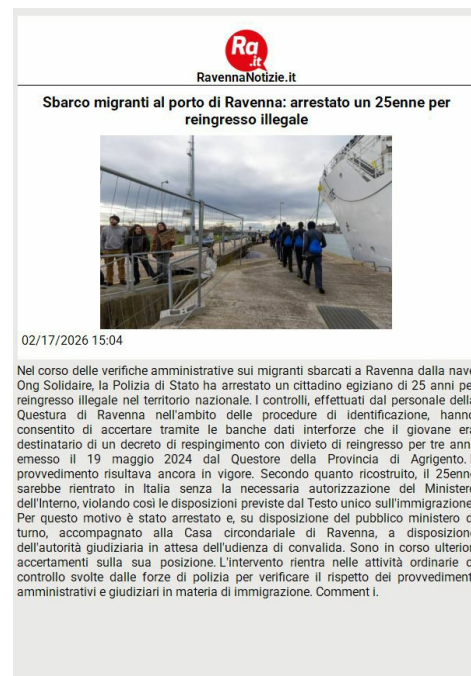 Ra
.it
RavennaNotizie.it
Sbarco migranti al porto di Ravenna: arrestato un 25enne per
reingresso illegale
02/17/2026 15:04
Nel corso delle verifiche amministrative sui migranti sbarcati a Ravenna dalla nave
Ong Solidaire, la Polizia di Stato ha arrestato un cittadino egiziano di 25 anni pe
reingresso illegale nel territorio nazionale. I controlli, effettuati dal personale della
Questura di Ravenna nell'ambito delle procedure di identificazione, hanno
consentito di accertare tramite le banche dati interforze che il giovane era
destinatario di un decreto di respingimento con divieto di reingresso per tre ann
emesso il 19 maggio 2024 dal Questore della Provincia di Agrigento.
provvedimento risultava ancora in vigore. Secondo quanto ricostruito, il 25enne
sarebbe rientrato in Italia senza la necessaria autorizzazione del Ministero
dell'Interno, violando così le disposizioni previste dal Testo unico sull'immigrazione
Per questo motivo è stato arrestato e, su disposizione del pubblico ministero d
turno, accompagnato alla Casa circondariale di Ravenna, a disposizione
dell'autorità giudiziaria in attesa dell'udienza di convalida. Sono in corso ulterior
accertamenti sulla sua posizione. L'intervento rientra nelle attività ordinarie d
controllo svolte dalle forze di polizia per verificare il rispetto dei provvediment
amministrativi e giudiziari in materia di immigrazione. Comment i.